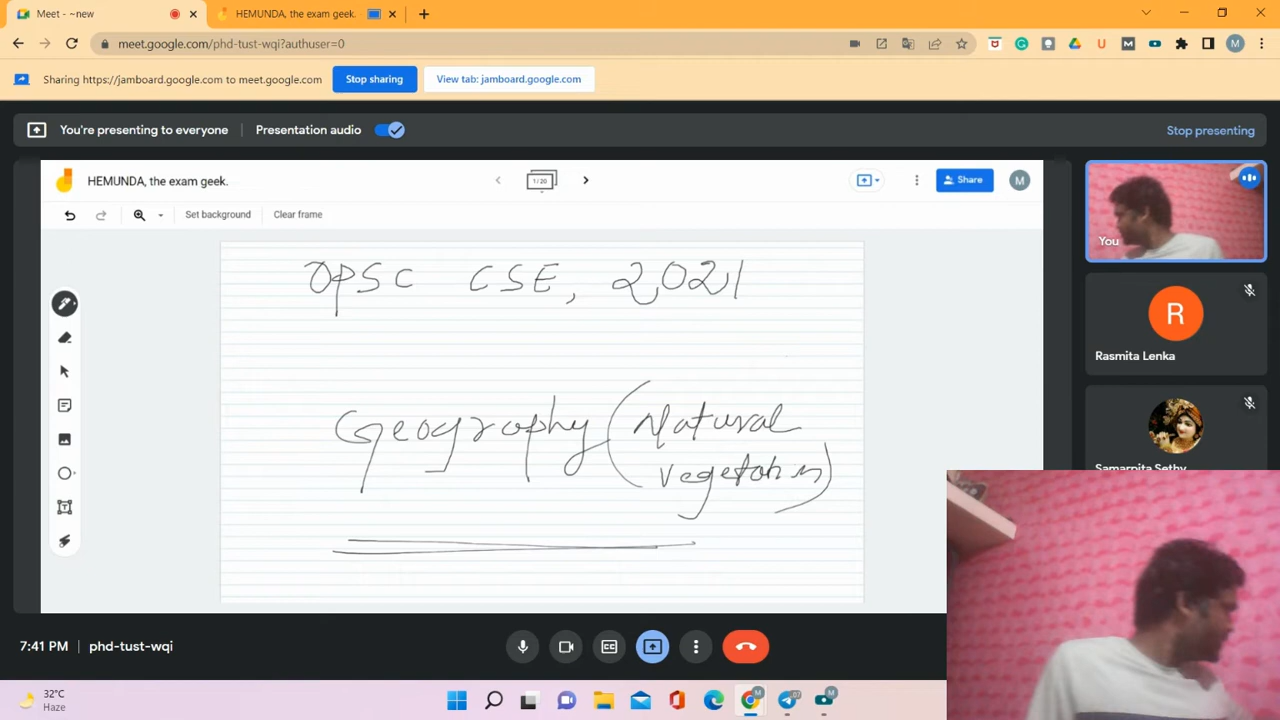 Meet - ~new
HEMUNDA, the exam geek.
meet.google.com/phd-tust-wqi?authuser=0
M
Sharing https://jamboard.google.com to meet.google.com
Stop sharing
View tab: jamboard.google.com
You're presenting to everyone
Presentation audio
Stop presenting
HEMUNDA, the exam geek.
1/20
Share
M
Set background
Clear frame
OPSC CSE, 2021
Geography (Natural
vegetation)
You
R
Rasmita Lenka
Samarpita Sethy
7:41 PM
phd-tust-wqi
32°C
Haze